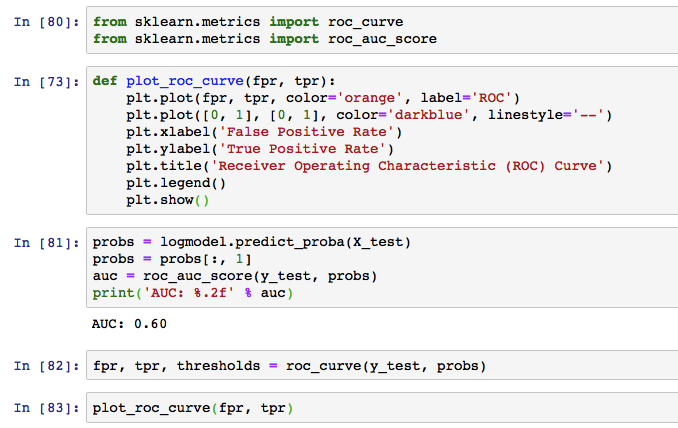 In [80]: from sklearn.metrics import roc_curve
from sklearn.metrics import roc_auc_score
In [73]: def plot_roc_curve(fpr, tpr):
    plt.plot(fpr, tpr, color='orange', label='ROC')
    plt.plot([0, 1], [0, 1], color='darkblue', linestyle='--')
    plt.xlabel('False Positive Rate')
    plt.ylabel('True Positive Rate')
    plt.title('Receiver Operating Characteristic (ROC) Curve')
    plt.legend()
    plt.show()
In [81]: probs = logmodel.predict_proba(X_test)
probs = probs[:, 1]
auc = roc_auc_score(y_test, probs)
print('AUC: %.2f' % auc)
AUC: 0.60
In [82]: fpr, tpr, thresholds = roc_curve(y_test, probs)
In [83]: plot_roc_curve(fpr, tpr)